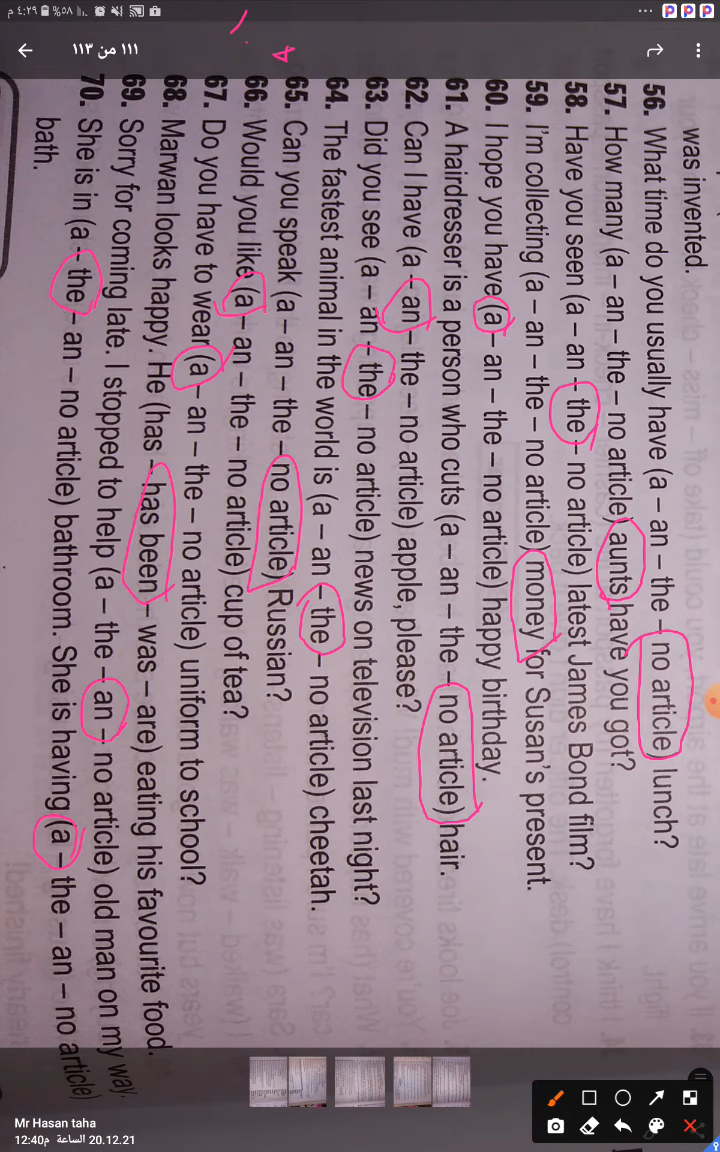 ٤:٢٩ م
%٥٨
١١١ من ١١٣
was invented.
56. What time do you usually have (a – an – the – no article) lunch?
57. How many (a – an – the – no article) aunts have you got?
58. Have you seen (a – an – the – no article) latest James Bond film?
59. I'm collecting (a – an – the – no article) money for Susan's present.
60. I hope you have (a – an – the – no article) happy birthday.
61. A hairdresser is a person who cuts (a – an – the – no article) hair.
62. Can I have (a – an – the – no article) apple, please?
63. Did you see (a – an – the – no article) news on television last night?
64. The fastest animal in the world is (a – an – the – no article) cheetah.
65. Can you speak (a – an – the – no article) Russian?
66. Would you like (a – an – the – no article) cup of tea?
67. Do you have to wear (a – an – the – no article) uniform to school?
68. Marwan looks happy. He (has – has been – was – are) eating his favourite food.
69. Sorry for coming late. I stopped to help (a – the – an – no article) old man on my way.
70. She is in (a – the – an – no article) bathroom. She is having (a – the – an – no article)
bath.
Mr Hasan taha
20.12.21 الساعة 12:40م